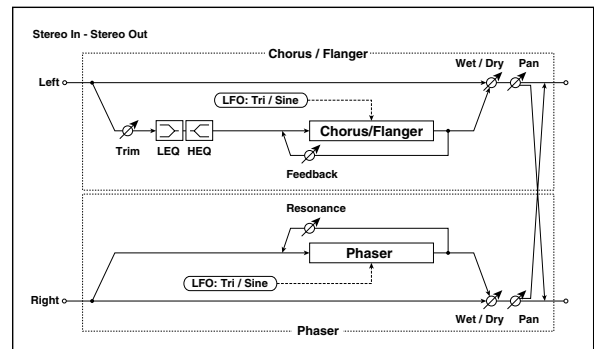 Stereo In - Stereo Out
Chorus / Flanger
Wet / Dry Pan
Left
LFO: Tri / Sine
Chorus/Flanger
Trim LEQ HEQ
Feedback
Resonance
Phaser
LFO: Tri / Sine
Right
Wet / Dry Pan
Phaser